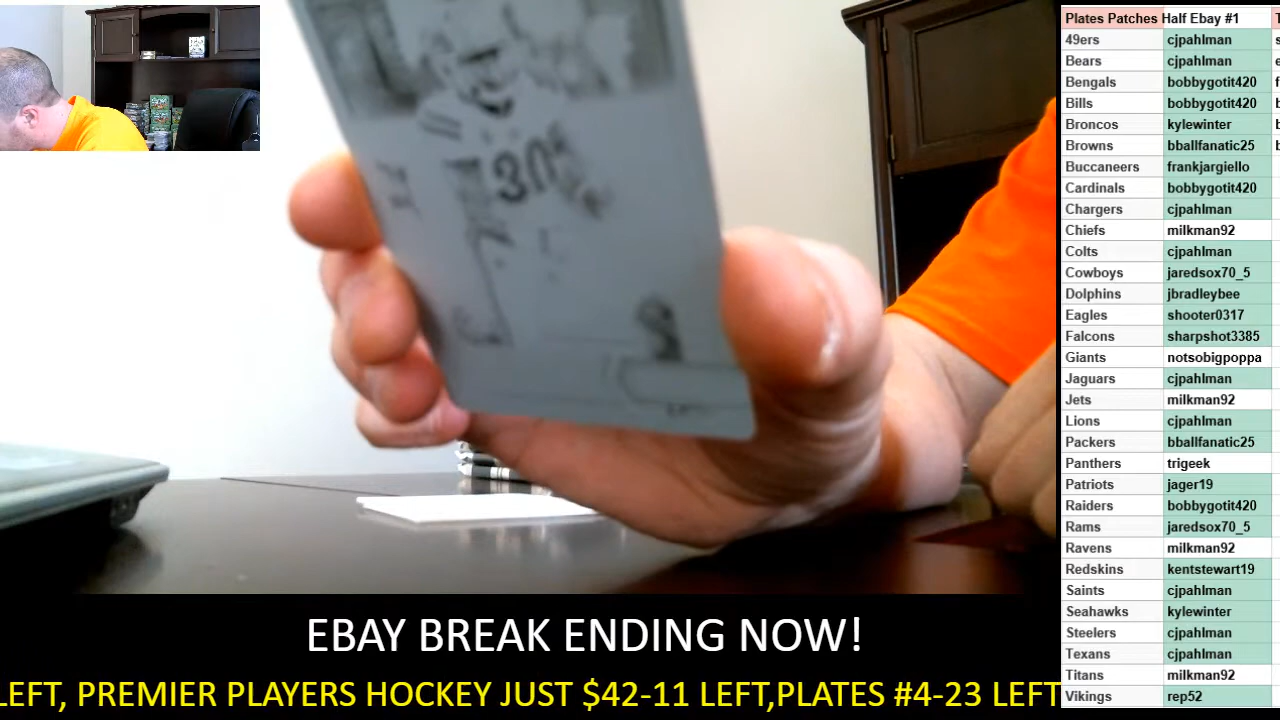 Plates Patches Half Ebay #1
49ers cjpahlman
Bears cjpahlman
Bengals bobbygotit420
Bills bobbygotit420
Broncos kylewinter
Browns bballfanatic25
Buccaneers frankjargiello
Cardinals bobbygotit420
Chargers cjpahlman
Chiefs milkman92
Colts cjpahlman
Cowboys jaredsox70_5
Dolphins jbradleybee
Eagles shooter0317
Falcons sharpshot3385
Giants notsobigpoppa
Jaguars cjpahlman
Jets milkman92
Lions cjpahlman
Packers bballfanatic25
Panthers trigeek
Patriots jager19
Raiders bobbygotit420
Rams jaredsox70_5
Ravens milkman92
Redskins kentstewart19
Saints cjpahlman
Seahawks kylewinter
Steelers cjpahlman
Texans cjpahlman
Titans milkman92
Vikings rep52
EBAY BREAK ENDING NOW!
LEFT, PREMIER PLAYERS HOCKEY JUST $42-11 LEFT,PLATES #4-23 LEFT